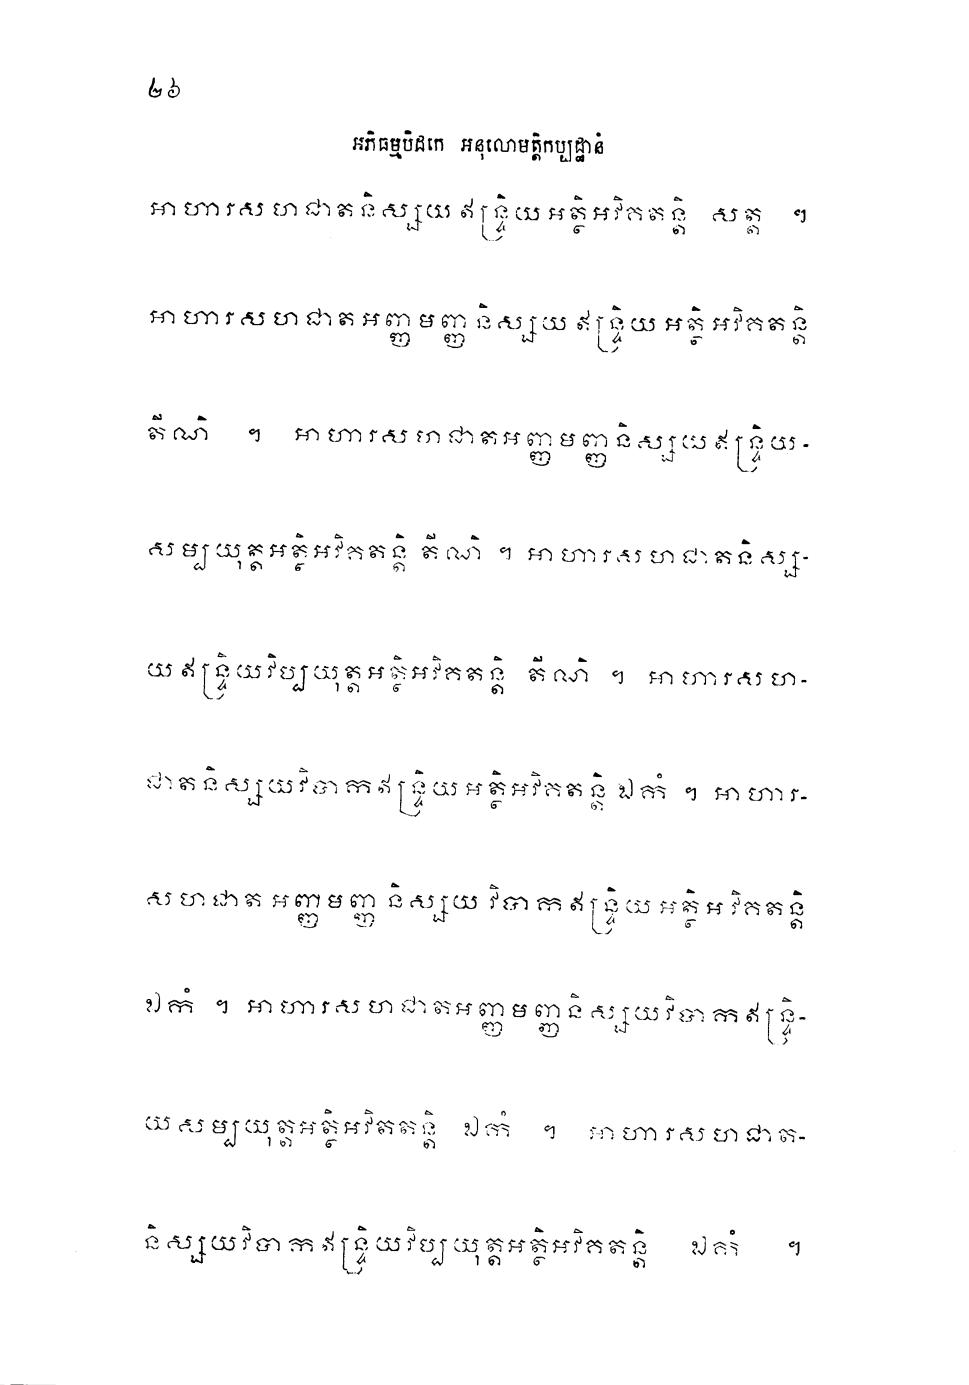 ២៦
អភិធម្មបិដកេ អនុលោមត្តិកប្បដ្ឋានំ
អាហារសហជាតនិស្សយឥន្ទ្រិយអត្ថិអវិគតន្តិ សត្ត ។
អាហារសហជាតអញ្ញមញ្ញនិស្សយឥន្ទ្រិយអត្ថិអវិគតន្តិ
តីណិ ។ អាហារសហជាតអញ្ញមញ្ញនិស្សយឥន្ទ្រិយ-
សម្បយុត្តអត្ថិអវិគតន្តិ តីណិ ។ អាហារសហជាតនិស្ស-
យឥន្ទ្រិយវិប្បយុត្តអត្ថិអវិគតន្តិ តីណិ ។ អាហារសហ-
ជាតនិស្សយវិបាកឥន្ទ្រិយអត្ថិអវិគតន្តិ ឯកំ ។ អាហារ-
សហជាតអញ្ញមញ្ញនិស្សយវិបាកឥន្ទ្រិយអត្ថិអវិគតន្តិ
ឯកំ ។ អាហារសហជាតអញ្ញមញ្ញនិស្សយវិបាកឥន្ទ្រិ-
យសម្បយុត្តអត្ថិអវិគតន្តិ ឯកំ ។ អាហារសហជាត-
និស្សយវិបាកឥន្ទ្រិយវិប្បយុត្តអត្ថិអវិគតន្តិ ឯកំ ។